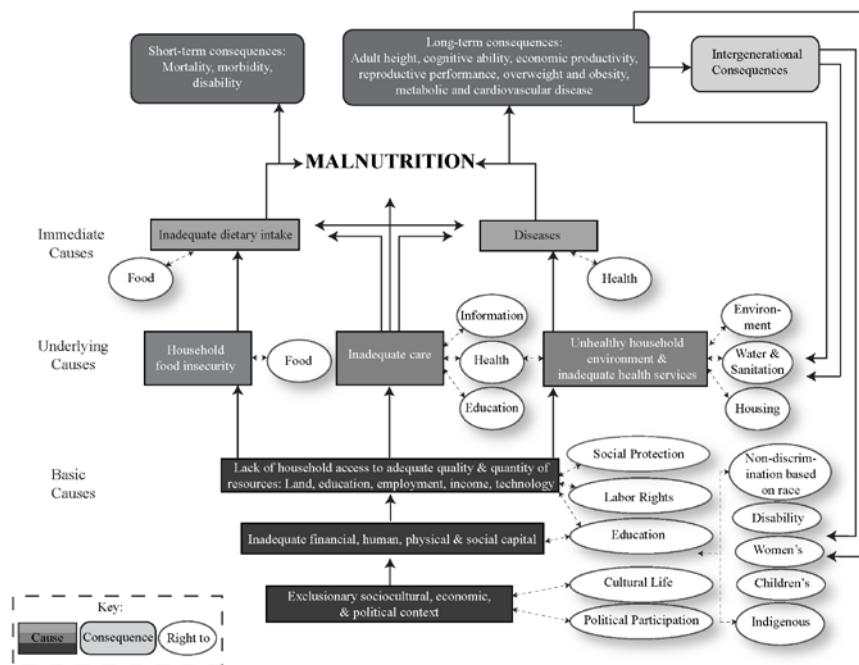 Short-term consequences:
Mortality, morbidity,
disability
Long-term consequences:
Adult height, cognitive ability, economic productivity,
reproductive performance, overweight and obesity,
metabolic and cardiovascular disease
Intergenerational
Consequences
MALNUTRITION
Immediate
Causes
Inadequate dietary intake
Diseases
Food
Health
Underlying
Causes
Household
food insecurity
Food
Inadequate care
Information
Health
Education
Unhealthy household
environment &
inadequate health services
Environ-
ment
Water &
Sanitation
Housing
Basic
Causes
Lack of household access to adequate quality & quantity of
resources: Land, education, employment, income, technology
Social Protection
Labor Rights
Education
Non-discrim-
ination based
on race
Disability
Women's
Children's
Indigenous
Inadequate financial, human, physical & social capital
Exclusionary sociocultural, economic,
& political context
Cultural Life
Political Participation
Key:
Cause
Consequence
Right to